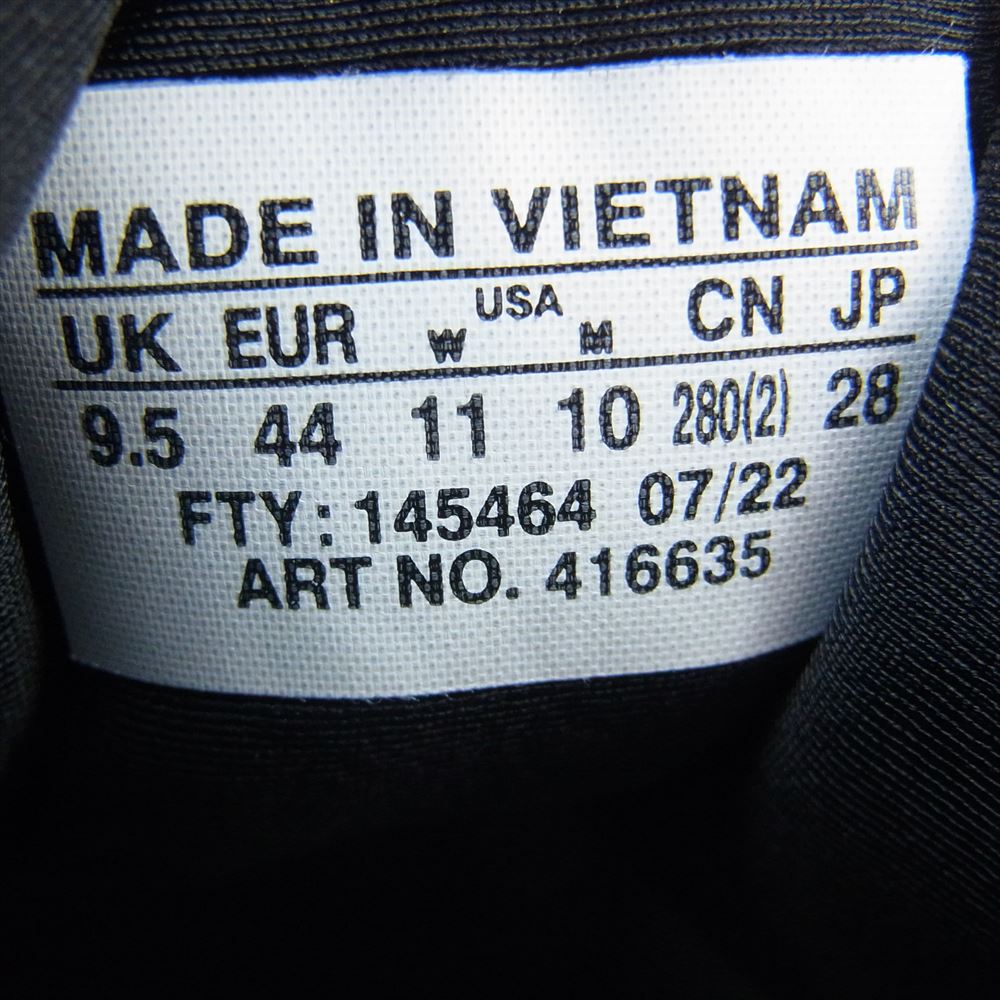 MADE IN VIETNAM
UK EUR USA W M CN JP
9.5 44 11 10 280(2) 28
FTY: 145464 07/22
ART NO. 416635